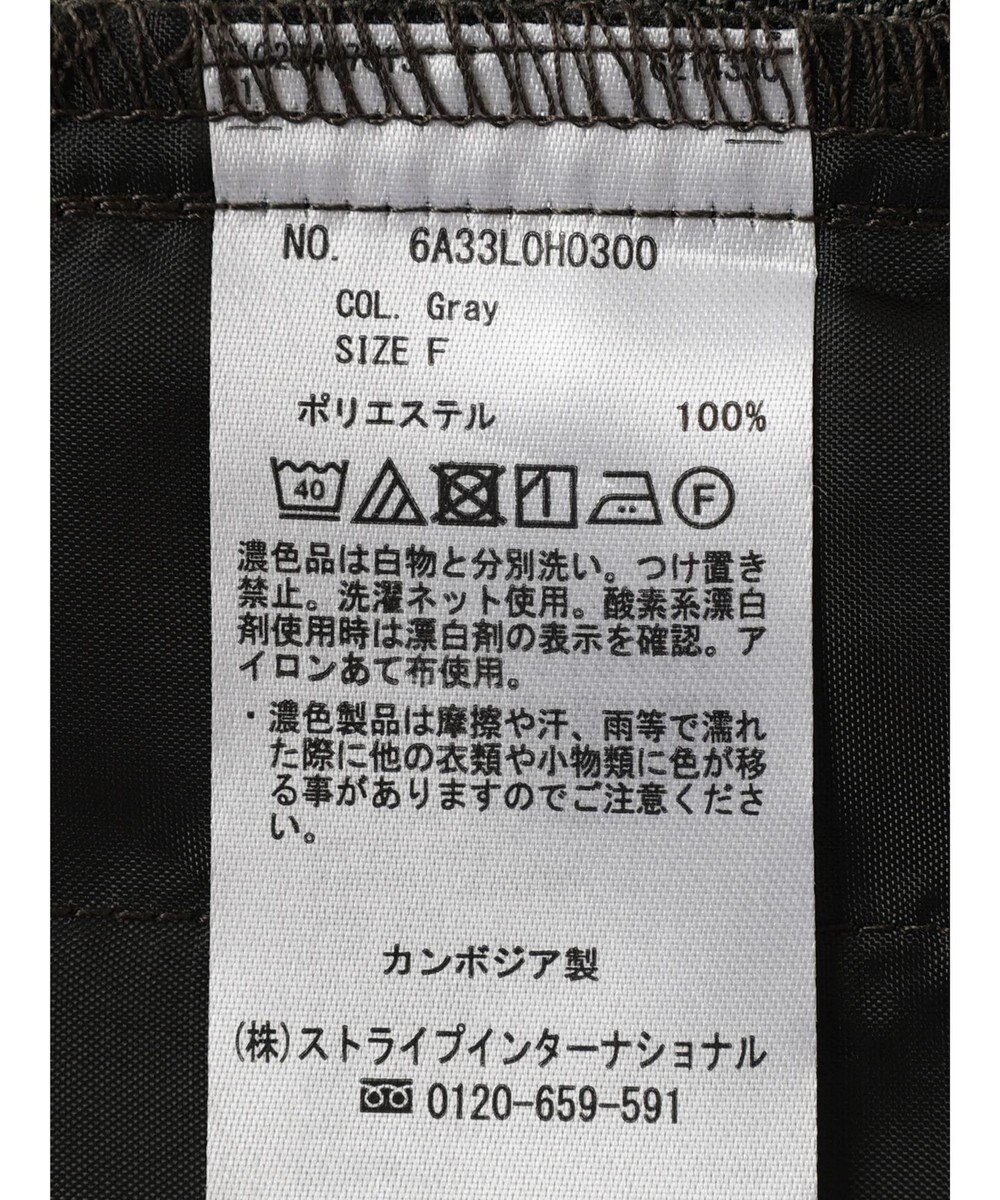 NO. 6A33L0H0300
COL. Gray
SIZE F
ポリエステル 100%
40 F
濃色品は白物と分別洗い。つけ置き
禁止。洗濯ネット使用。酸素系漂白
剤使用時は漂白剤の表示を確認。ア
イロンあて布使用。
・濃色製品は摩擦や汗、雨等で濡れ
た際に他の衣類や小物類に色が移
る事がありますのでご注意くださ
い。
カンボジア製
(株)ストライプインターナショナル
0120-659-591